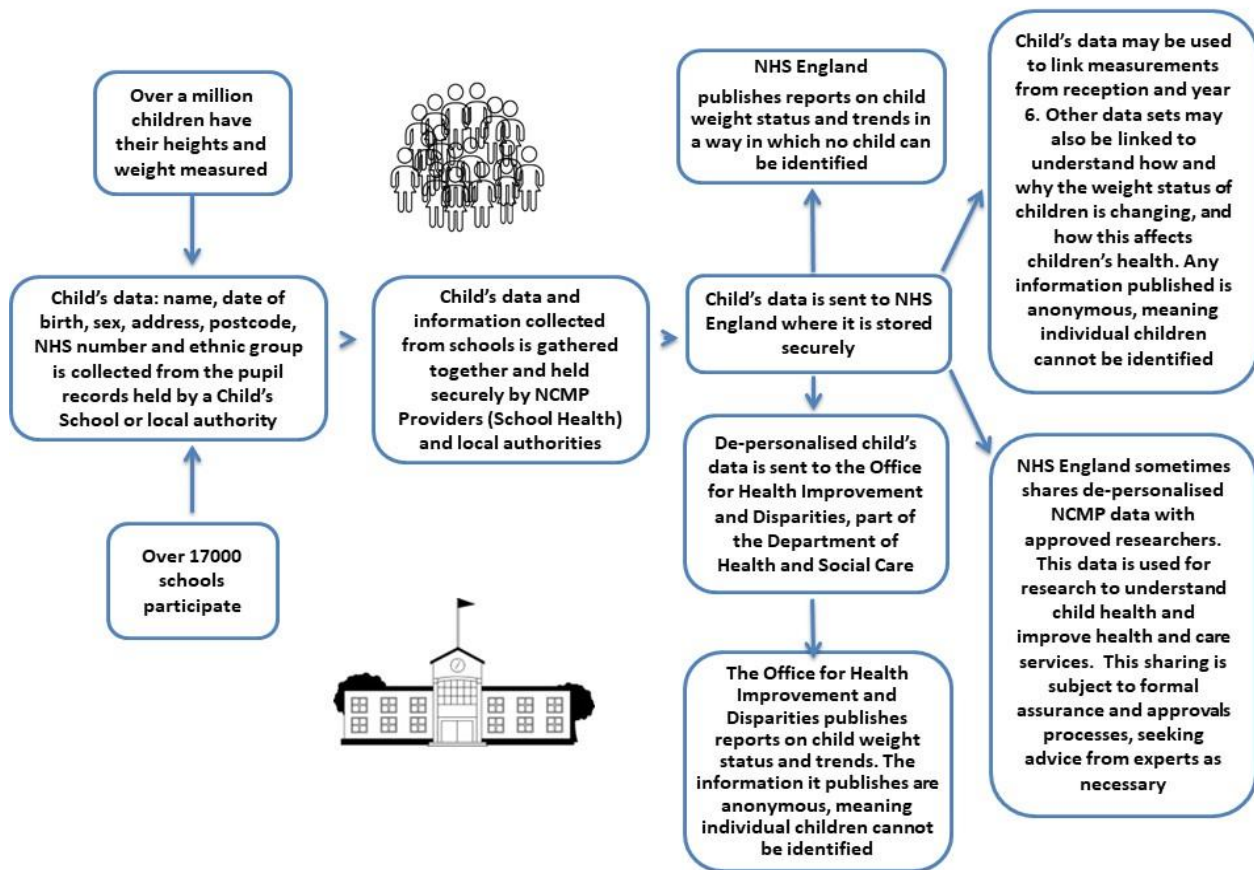 Over a million
children have
their heights and
weight measured
Child's data: name, date of
birth, sex, address, postcode,
NHS number and ethnic group
is collected from the pupil
records held by a Child's
School or local authority
Over 17000
schools
participate
Child's data and
information collected
from schools is gathered
together and held
securely by NCMP
Providers (School Health)
and local authorities
NHS England
publishes reports on child
weight status and trends in
a way in which no child can
be identified
Child's data is sent to NHS
England where it is stored
securely
De-personalised child's
data is sent to the Office
for Health Improvement
and Disparities, part of
the Department of
Health and Social Care
The Office for Health
Improvement and
Disparities publishes
reports on child weight
status and trends. The
information it publishes are
anonymous, meaning
individual children cannot
be identified
Child's data may be used
to link measurements
from reception and year
6. Other data sets may
also be linked to
understand how and
why the weight status of
children is changing, and
how this affects
children's health. Any
information published is
anonymous, meaning
individual children
cannot be identified
NHS England sometimes
shares de-personalised
NCMP data with
approved researchers.
This data is used for
research to understand
child health and
improve health and care
services. This sharing is
subject to formal
assurance and approvals
processes, seeking
advice from experts as
necessary